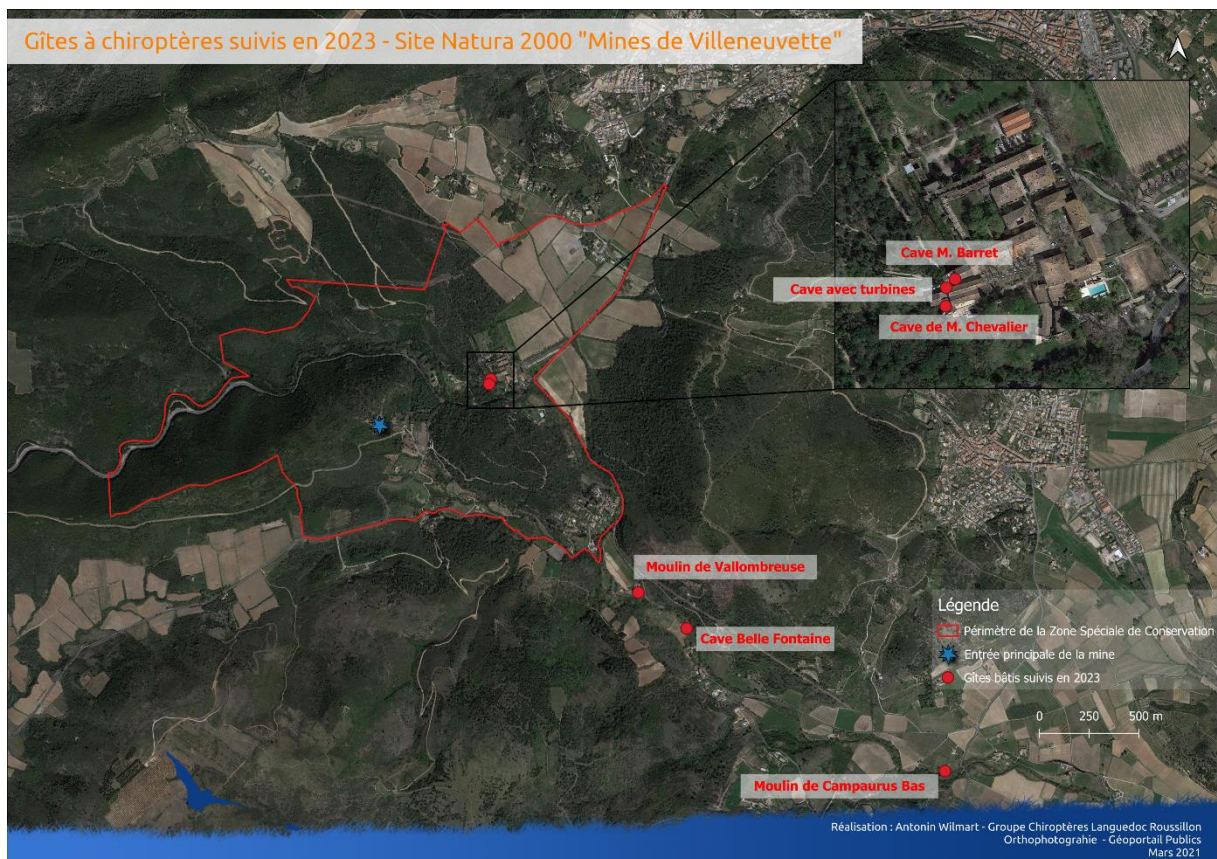 Gîtes à chiroptères suivis en 2023 - Site Natura 2000 "Mines de Villeneuvette"
Cave M. Barret
Cave avec turbines
Cave de M. Chevalier
Moulin de Vallombreuse
Cave Belle Fontaine
Légende
Périmètre de la Zone Spéciale de Conservation
Entrée principale de la mine
Gîtes bâtis suivis en 2023
0 250 500 m
Moulin de Campaurus Bas
Réalisation : Antonin Wilmart - Groupe Chiroptères Languedoc Roussillon
Orthophotograhie - Géoportail Publics
Mars 2021